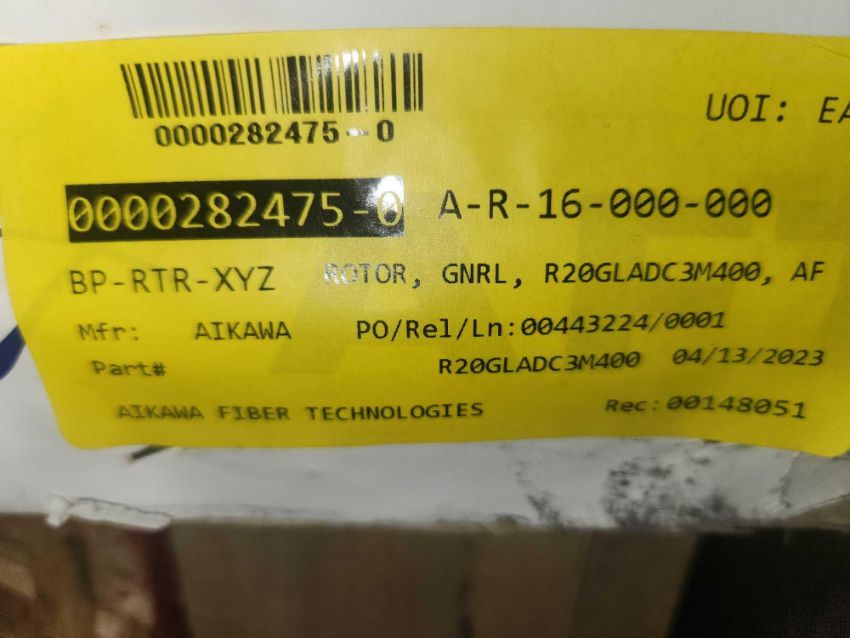 0000282475-0
UOI: EA
0000282475-0 A-R-16-000-000
BP-RTR-XYZ ROTOR, GNRL, R20GLADC3M400, AF
Mfr: AIKAWA PO/Rel/Ln:00443224/0001
Part# R20GLADC3M400 04/13/2023
AIKAWA FIBER TECHNOLOGIES Rec:00148051